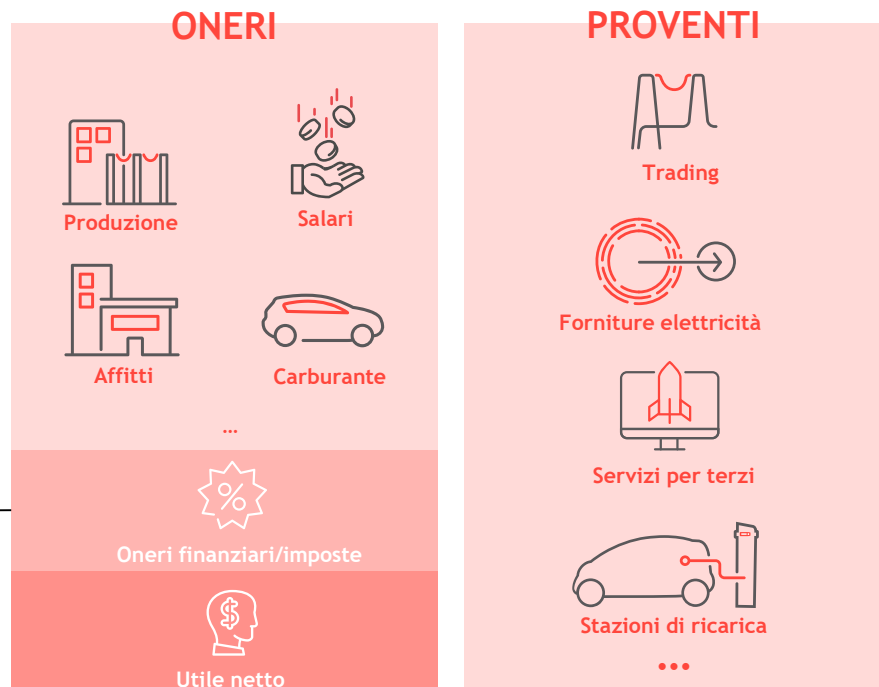 ONERI
Produzione
Salari
Affitti
Carburante
...
%
Oneri finanziari/imposte
$
Utile netto
PROVENTI
Trading
Forniture elettricità
Servizi per terzi
Stazioni di ricarica
...